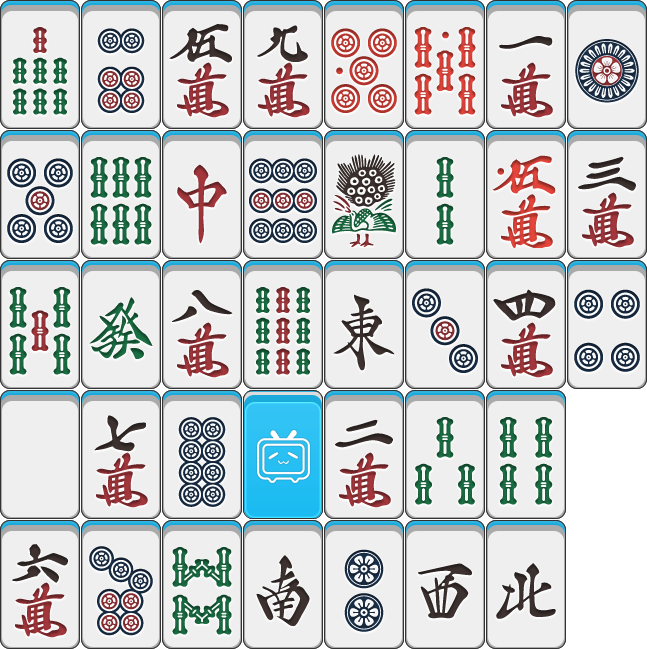 伍萬 九萬 一萬
中 伍萬 三萬
發 八萬 東 四萬
七萬 二萬
六萬 南 西 北